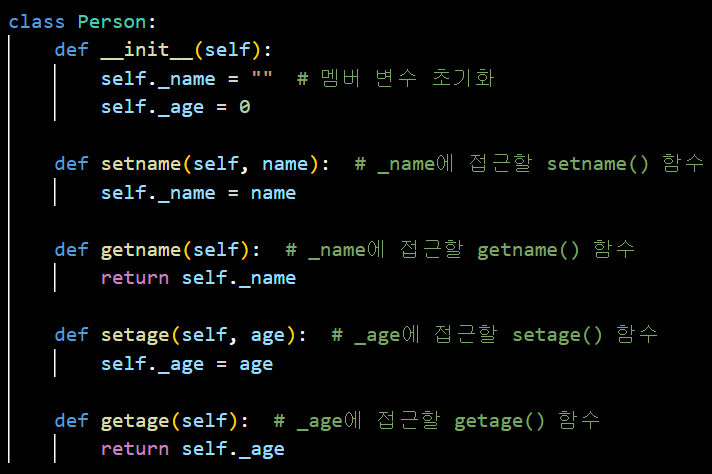 class Person:
    def __init__(self):
        self._name = ""  # 멤버 변수 초기화
        self._age = 0
    def setname(self, name):  # _name에 접근할 setname() 함수
        self._name = name
    def getname(self):  # _name에 접근할 getname() 함수
        return self._name
    def setage(self, age):  # _age에 접근할 setage() 함수
        self._age = age
    def getage(self):  # _age에 접근할 getage() 함수
        return self._age